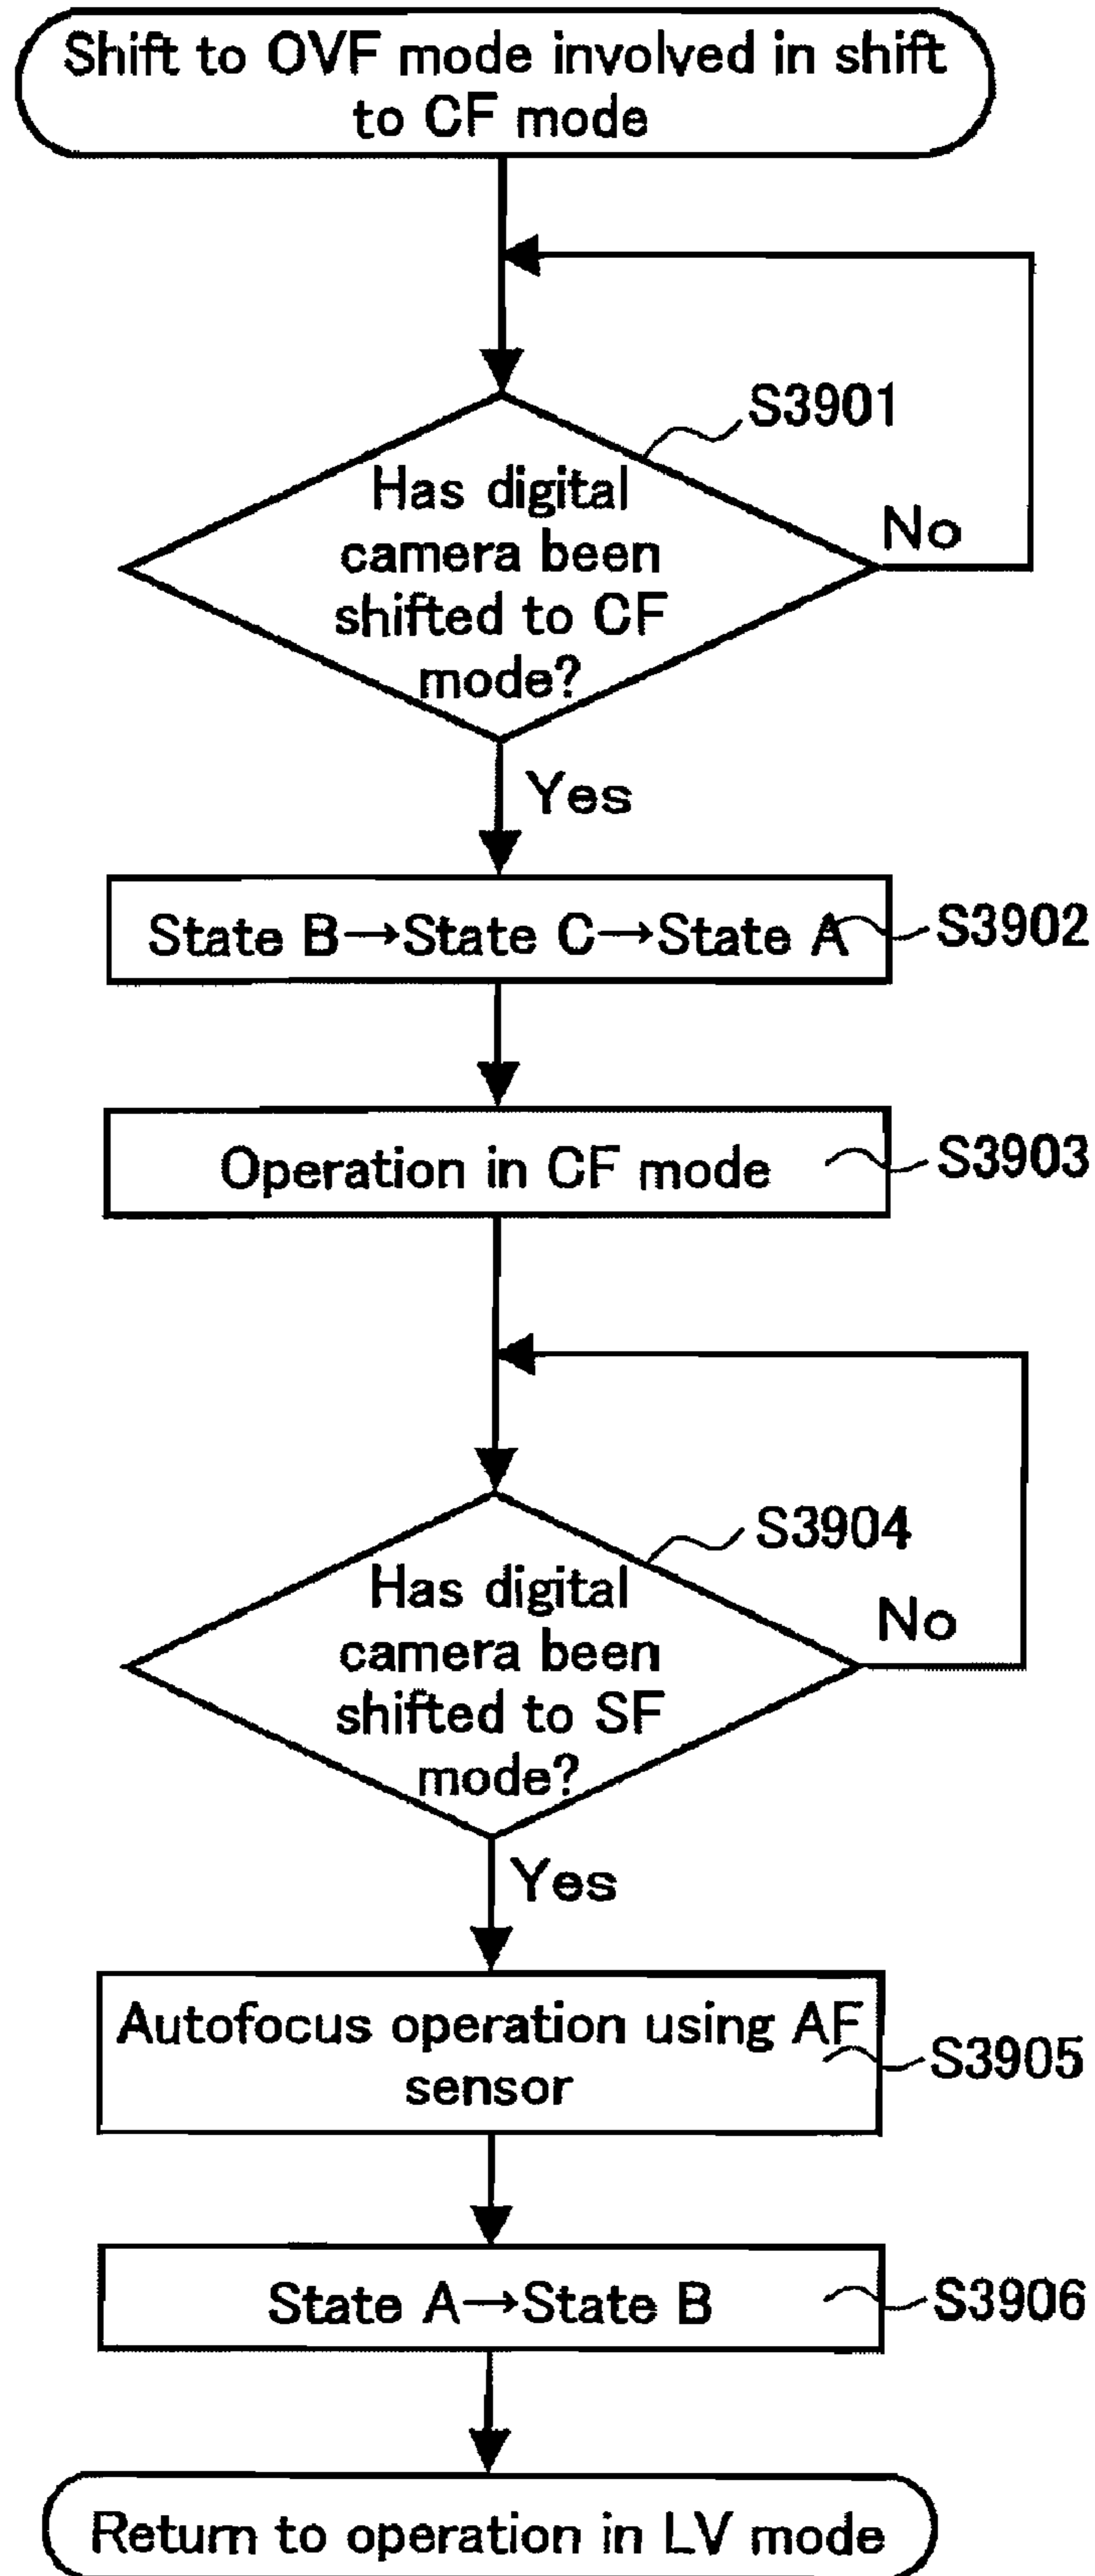 Shift to OVF mode involved in shift
to CF mode
S3901
Has digital
camera been
shifted to CF
mode?
No
Yes
State B→State C→State A
S3902
Operation in CF mode
S3903
S3904
Has digital
camera been
shifted to SF
mode?
No
Yes
Autofocus operation using AF
sensor
S3905
State A→State B
S3906
Return to operation in LV mode